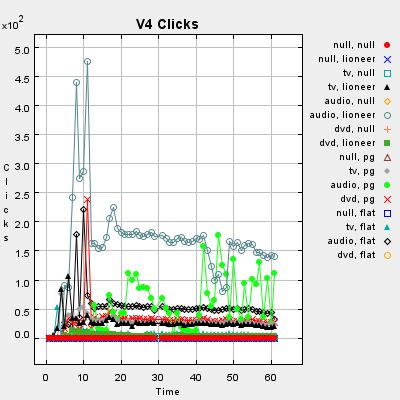 V4 Clicks
x10²
5.0
4.5
4.0
3.5
3.0
2.5
2.0
1.5
1.0
0.5
0.0
Clicks
0 10 20 30 40 50 60
Time
null, null
null, lioneer
tv, null
tv, lioneer
audio, null
audio, lioneer
dvd, null
dvd, lioneer
null, pg
tv, pg
audio, pg
dvd, pg
null, flat
tv, flat
audio, flat
dvd, flat